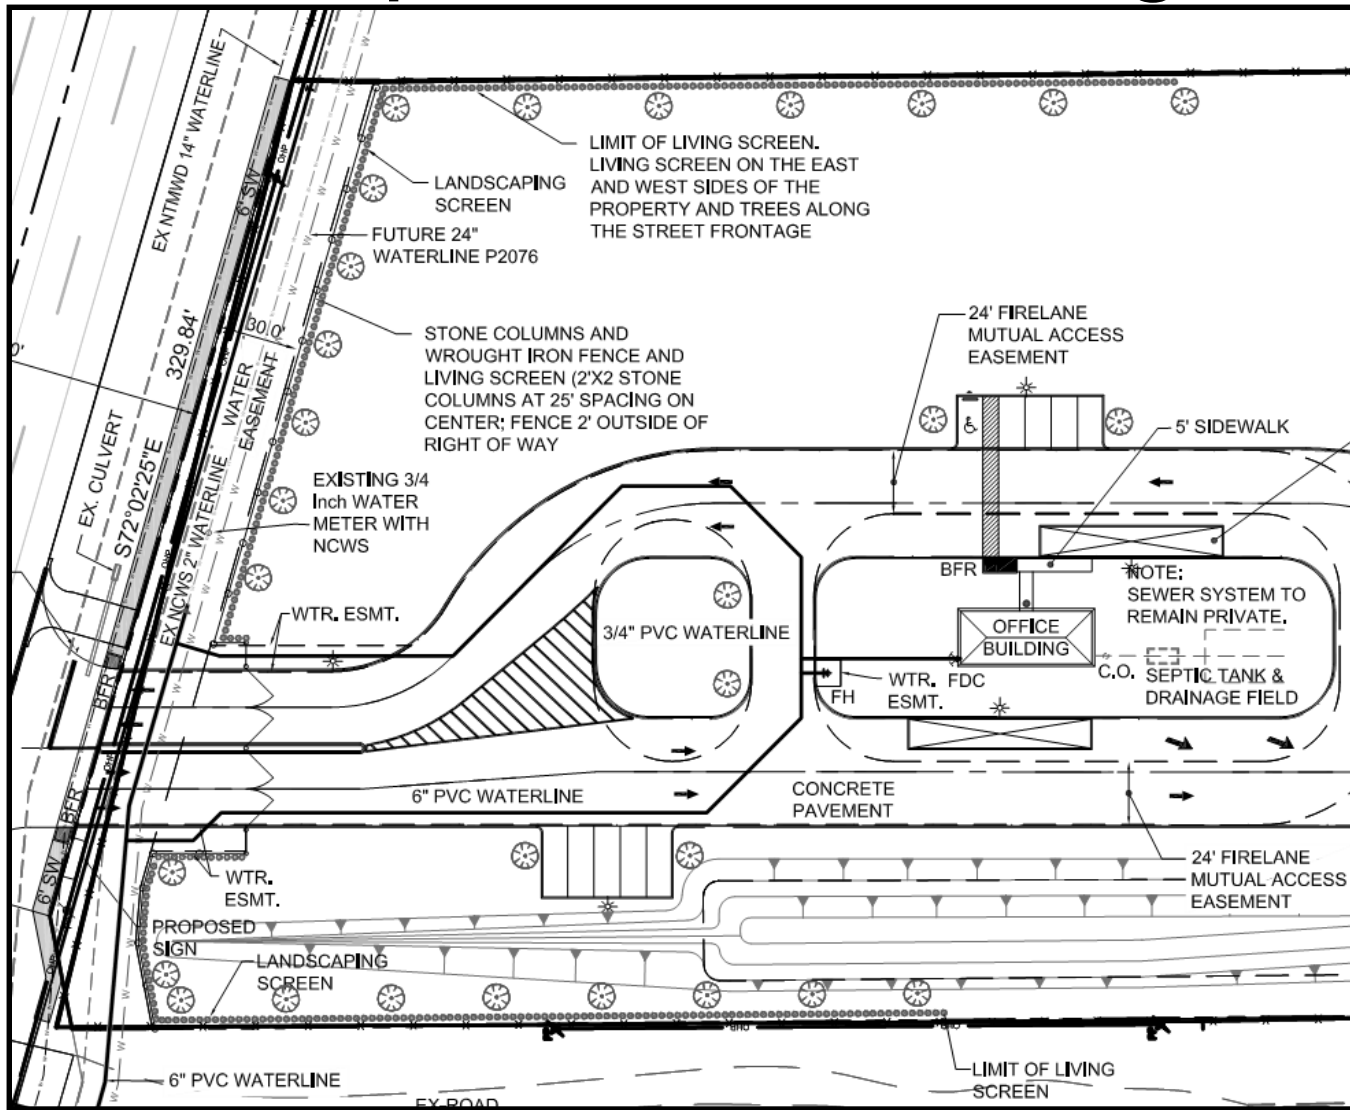 EX NTMWD 14" WATERLINE
6' SW
OHP
LIMIT OF LIVING SCREEN.
LIVING SCREEN ON THE EAST
AND WEST SIDES OF THE
PROPERTY AND TREES ALONG
THE STREET FRONTAGE
LANDSCAPING
SCREEN
FUTURE 24"
WATERLINE P2076
329.84'
30.0'
WATER
EASEMENT
STONE COLUMNS AND
WROUGHT IRON FENCE AND
LIVING SCREEN (2'X2 STONE
COLUMNS AT 25' SPACING ON
CENTER; FENCE 2' OUTSIDE OF
RIGHT OF WAY
24' FIRELANE
MUTUAL ACCESS
EASEMENT
5' SIDEWALK
EX. CULVERT
S72°02'25"E
EX NCWS 2" WATERLINE
EXISTING 3/4
Inch WATER
METER WITH
NCWS
WTR. ESMT.
3/4" PVC WATERLINE
BFR
NOTE:
SEWER SYSTEM TO
REMAIN PRIVATE.
OFFICE
BUILDING
WTR.
ESMT.
FDC
FH
C.O.
SEPTIC TANK &
DRAINAGE FIELD
BFR
6" PVC WATERLINE
CONCRETE
PAVEMENT
BFR
6' SW
WTR.
ESMT.
24' FIRELANE
MUTUAL ACCESS
EASEMENT
PROPOSED
SIGN
LANDSCAPING
SCREEN
6" PVC WATERLINE
LIMIT OF LIVING
SCREEN
EX-ROAD